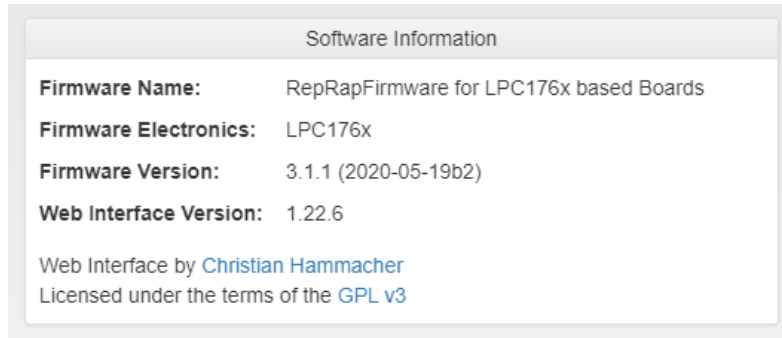 Software Information
Firmware Name: RepRapFirmware for LPC176x based Boards
Firmware Electronics: LPC176x
Firmware Version: 3.1.1 (2020-05-19b2)
Web Interface Version: 1.22.6
Web Interface by Christian Hammacher
Licensed under the terms of the GPL v3